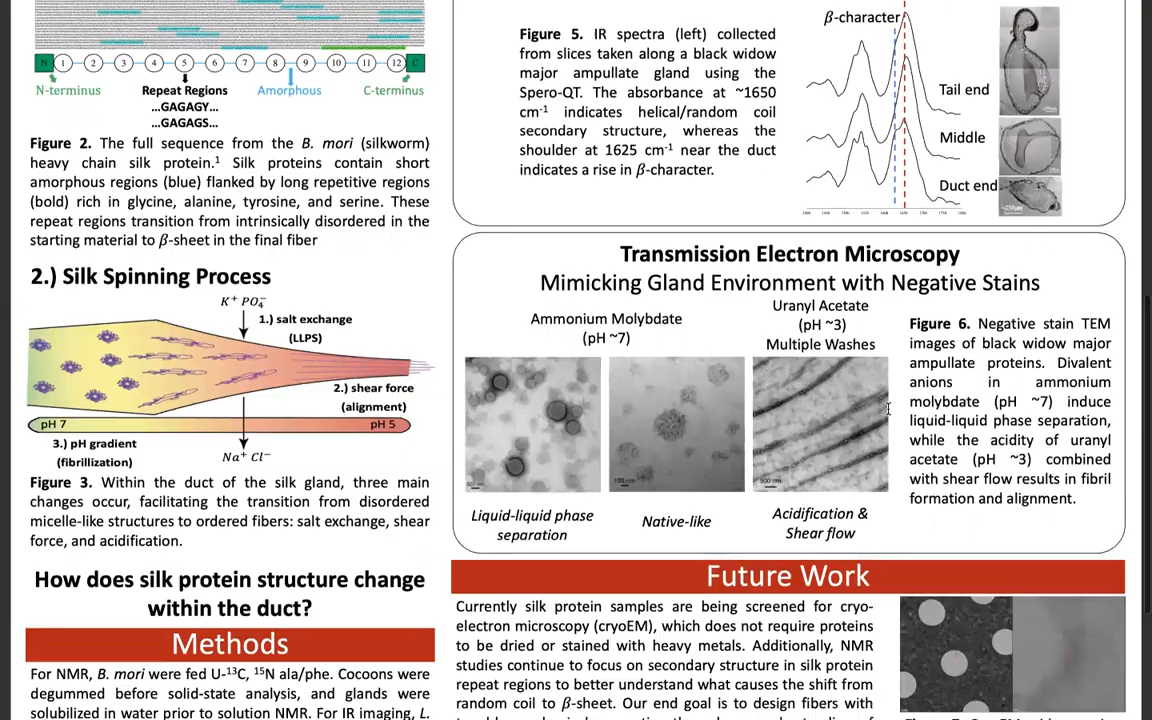 N 1 2 3 4 5 6 7 8 9 10 11 12 C
N-terminus Repeat Regions Amorphous C-terminus
...GAGAGY...
...GAGAGS...
Figure 2. The full sequence from the B. mori (silkworm)
heavy chain silk protein.¹ Silk proteins contain short
amorphous regions (blue) flanked by long repetitive regions
(bold) rich in glycine, alanine, tyrosine, and serine. These
repeat regions transition from intrinsically disordered in the
starting material to β-sheet in the final fiber
2.) Silk Spinning Process
K⁺ PO₄⁻
1.) salt exchange
(LLPS)
2.) shear force
(alignment)
pH 7 pH 5
3.) pH gradient
(fibrillization)
Na⁺ Cl⁻
Figure 3. Within the duct of the silk gland, three main
changes occur, facilitating the transition from disordered
micelle-like structures to ordered fibers: salt exchange, shear
force, and acidification.
How does silk protein structure change
within the duct?
Methods
For NMR, B. mori were fed U-¹³C, ¹⁵N ala/phe. Cocoons were
degummed before solid-state analysis, and glands were
solubilized in water prior to solution NMR. For IR imaging, L.
Figure 5. IR spectra (left) collected
from slices taken along a black widow
major ampullate gland using the
Spero-QT. The absorbance at ~1650
cm⁻¹ indicates helical/random coil
secondary structure, whereas the
shoulder at 1625 cm⁻¹ near the duct
indicates a rise in β-character.
β-character
Tail end
Middle
Duct end
Transmission Electron Microscopy
Mimicking Gland Environment with Negative Stains
Ammonium Molybdate
(pH ~7)
Uranyl Acetate
(pH ~3)
Multiple Washes
500 nm
Liquid-liquid phase
separation
Native-like
Acidification &
Shear flow
Figure 6. Negative stain TEM
images of black widow major
ampullate proteins. Divalent
anions in ammonium
molybdate (pH ~7) induce
liquid-liquid phase separation,
while the acidity of uranyl
acetate (pH ~3) combined
with shear flow results in fibril
formation and alignment.
Future Work
Currently silk protein samples are being screened for cryo-
electron microscopy (cryoEM), which does not require proteins
to be dried or stained with heavy metals. Additionally, NMR
studies continue to focus on secondary structure in silk protein
repeat regions to better understand what causes the shift from
random coil to β-sheet. Our end goal is to design fibers with